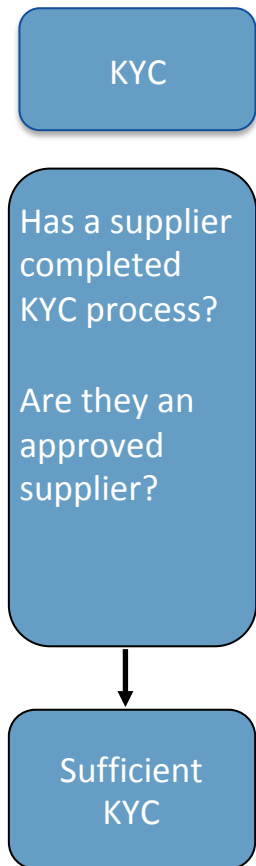 KYC
Has a supplier
completed
KYC process?
Are they an
approved
supplier?
Sufficient
KYC